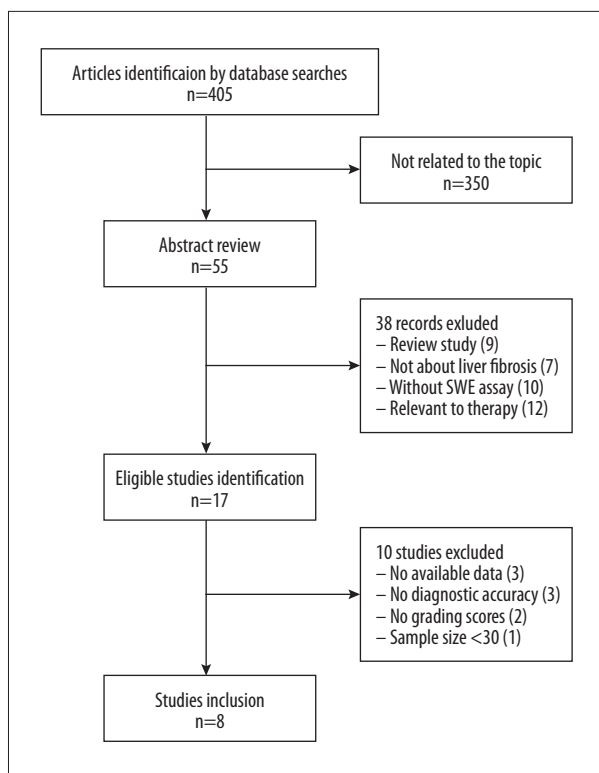 Articles identificaion by database searches
n=405
Not related to the topic
n=350
Abstract review
n=55
38 records exluded
– Review study (9)
– Not about liver fibrosis (7)
– Without SWE assay (10)
– Relevant to therapy (12)
Eligible studies identification
n=17
10 studies excluded
– No available data (3)
– No diagnostic accuracy (3)
– No grading scores (2)
– Sample size <30 (1)
Studies inclusion
n=8